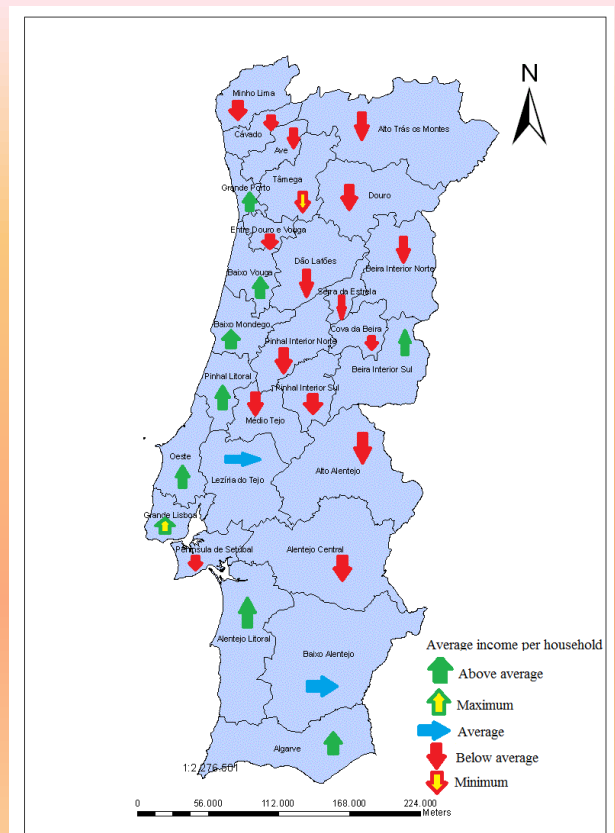 N
Minho Lima
Cávado
Alto Trás os Montes
Ave
Tâmega
Grande Porto
Douro
Entre Douro e Vouga
Dão Lafões
Baixo Vouga
Beira Interior Norte
Serra da Estrela
Baixo Mondego
Cova da Beira
Pinhal Interior Norte
Beira Interior Sul
Pinhal Litoral
Pinhal Interior Sul
Médio Tejo
Oeste
Lezíria do Tejo
Alto Alentejo
Grande Lisboa
Península de Setúbal
Alentejo Central
Alentejo Litoral
Baixo Alentejo
Algarve
Average income per household
Above average
Maximum
Average
Below average
Minimum
1:2.276.501
0 56.000 112.000 168.000 224.000
Meters